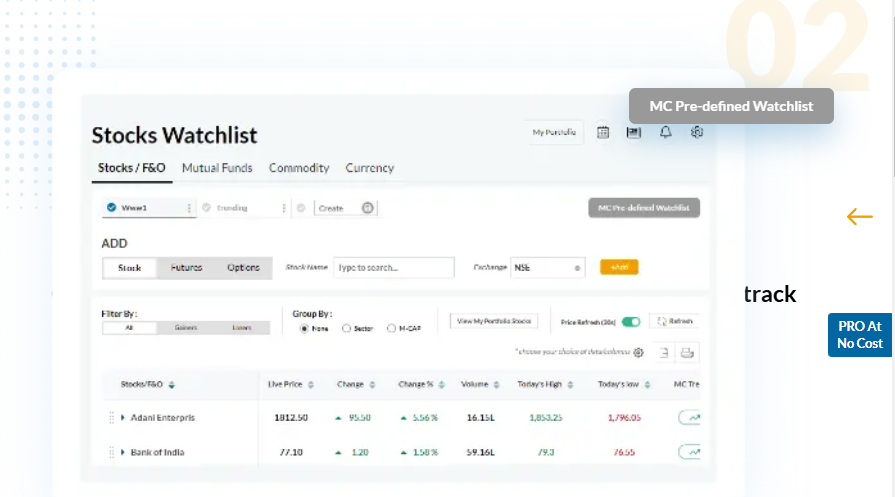 02
MC Pre-defined Watchlist
Stocks Watchlist
My Portfolio
Stocks / F&O Mutual Funds Commodity Currency
Www1 Trending Create
MC Pre-defined Watchlist
ADD
Stock Futures Options Stock Name Type to search... Exchange NSE +Add
track
Filter By : Group By :
All Gainers Losers None Sector M-CAP View My Portfolio Stocks Price Refresh (30s) Refresh
PRO At
No Cost
* choose your choice of data/columns
Stocks/F&O Live Price Change Change % Volume Today's High Today's low MC Tre
Adani Enterpris 1812.50 95.50 5.56% 16.15L 1,853.25 1,796.05
Bank of India 77.10 1.20 1.58% 59.16L 79.3 76.55